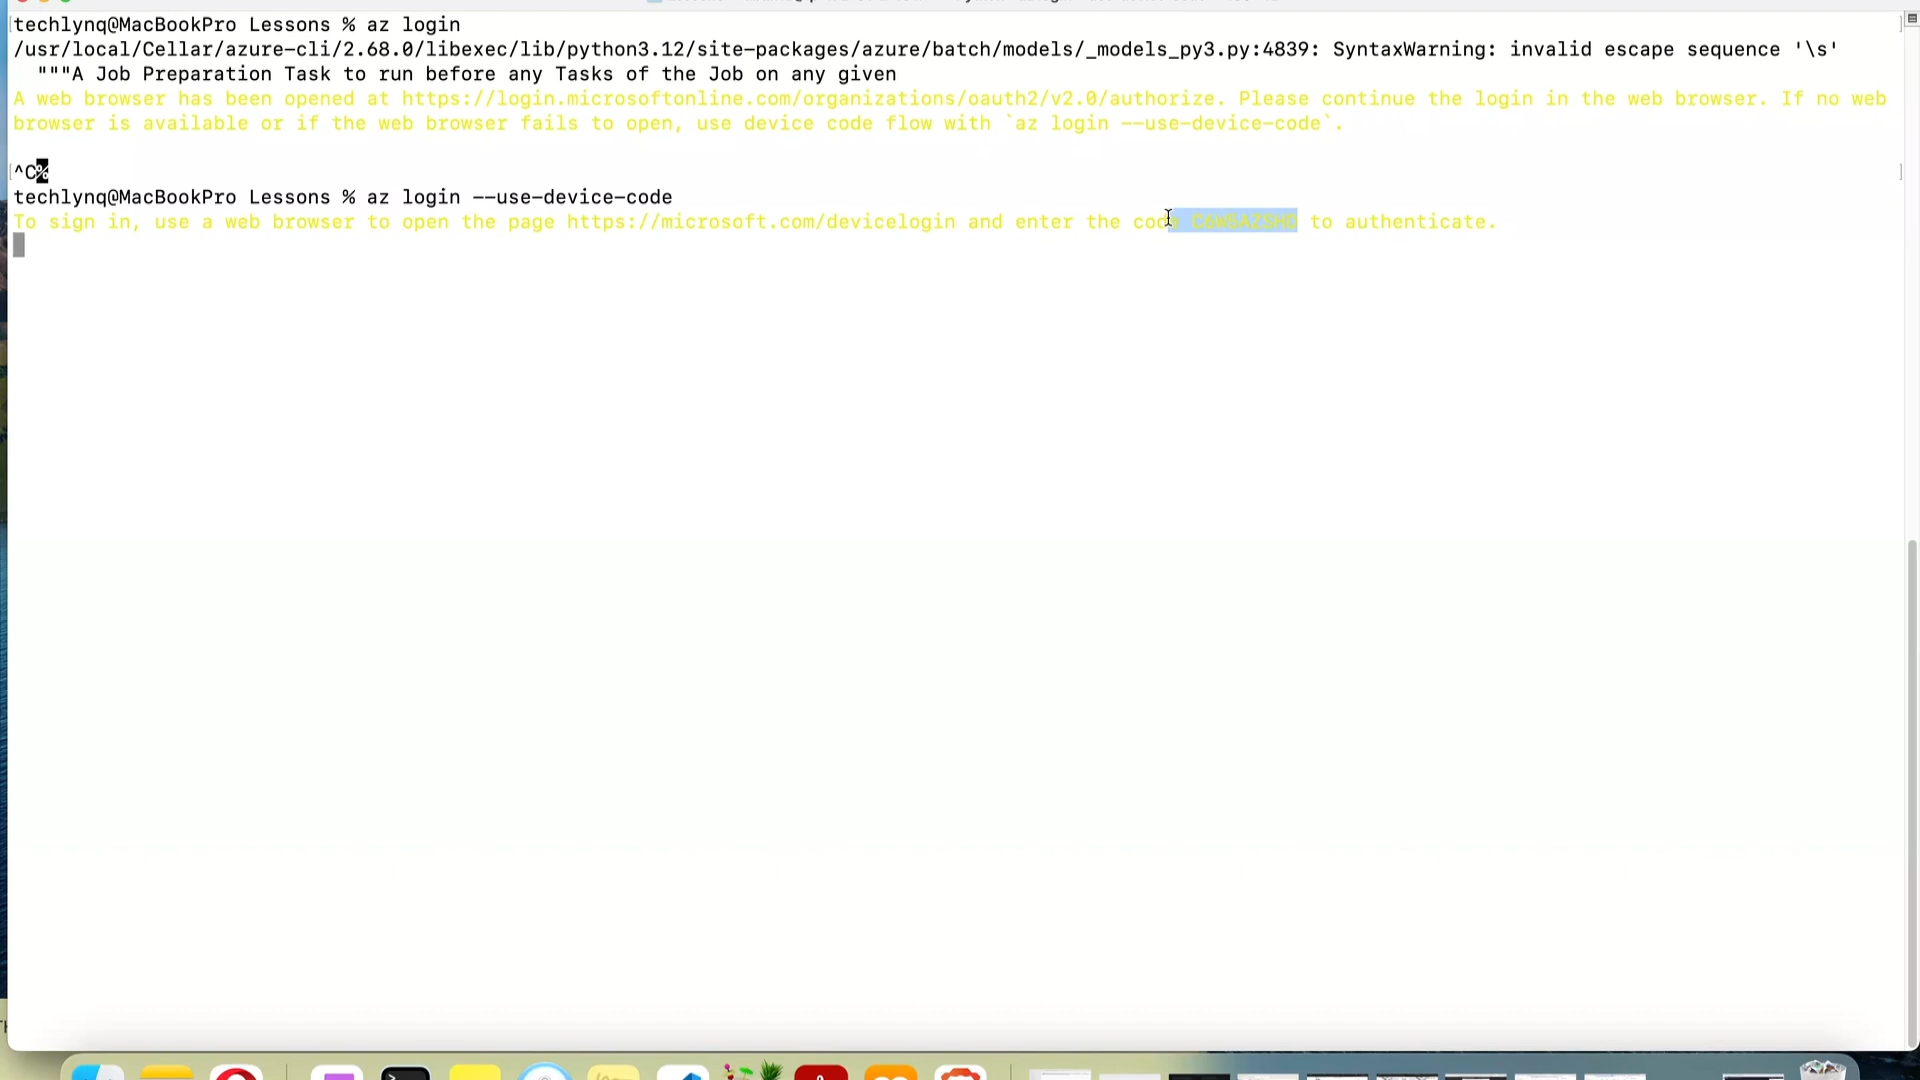 techlynq@MacBookPro Lessons % az login
/usr/local/Cellar/azure-cli/2.68.0/libexec/lib/python3.12/site-packages/azure/batch/models/_models_py3.py:4839: SyntaxWarning: invalid escape sequence '\s'
  """A Job Preparation Task to run before any Tasks of the Job on any given
A web browser has been opened at https://login.microsoftonline.com/organizations/oauth2/v2.0/authorize. Please continue the login in the web browser. If no web
browser is available or if the web browser fails to open, use device code flow with `az login --use-device-code`.
^C%
techlynq@MacBookPro Lessons % az login --use-device-code
To sign in, use a web browser to open the page https://microsoft.com/devicelogin and enter the code to authenticate.